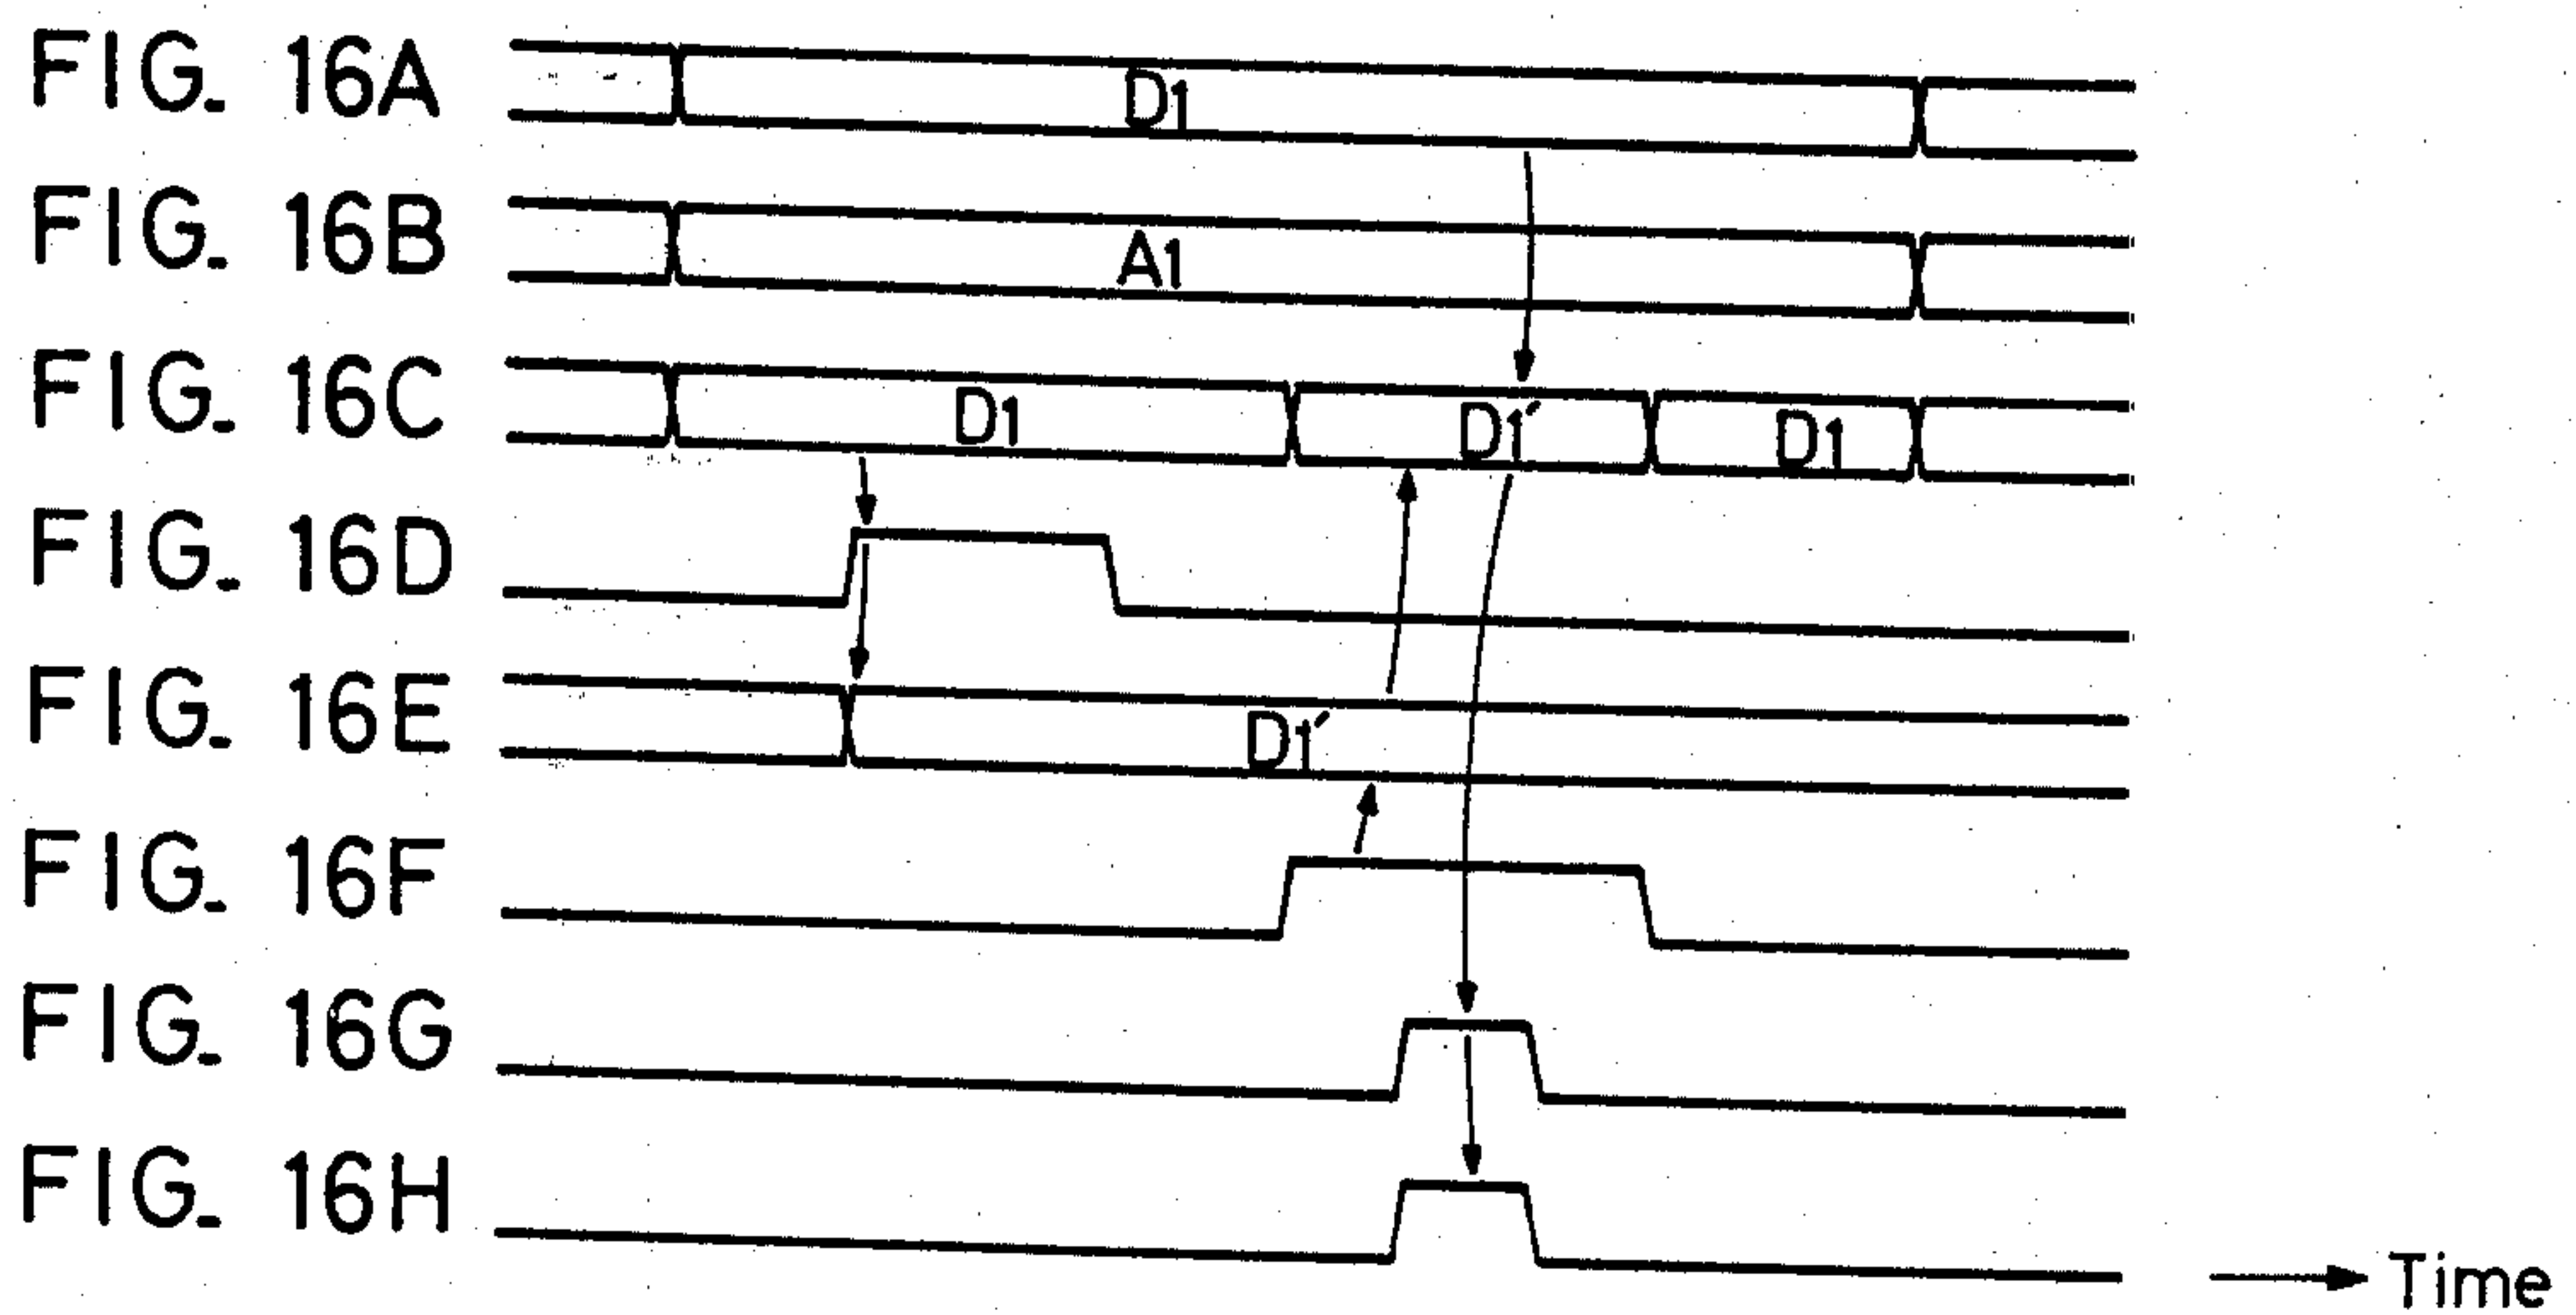 FIG. 16A D1
FIG. 16B A1
FIG. 16C D1 D1′ D1
FIG. 16D
FIG. 16E D1′
FIG. 16F
FIG. 16G
FIG. 16H
Time